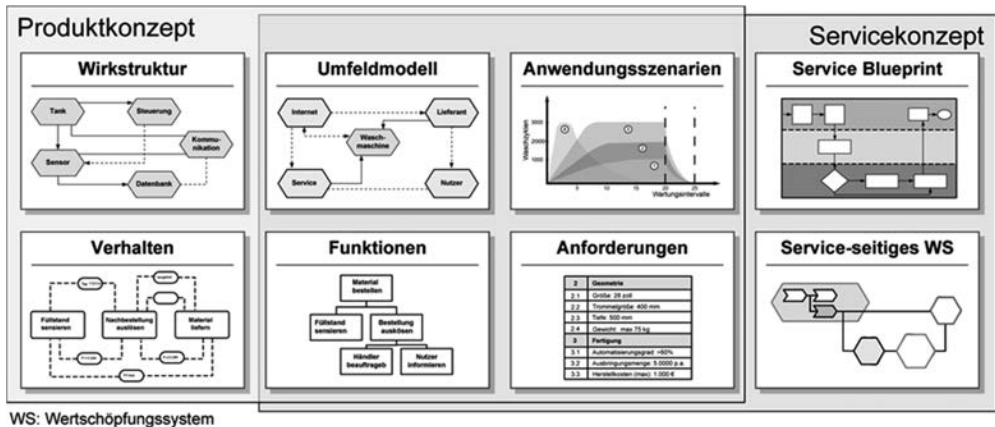 Produktkonzept
Servicekonzept
Wirkstruktur
Tank
Steuerung
Kommu-
nikation
Sensor
Datenbank
Umfeldmodell
Internet
Lieferant
Wasch-
maschine
Service
Nutzer
Anwendungsszenarien
Waschzyklen
3000
2000
1000
5
10
15
20
25
Wartungsintervalle
Service Blueprint
Verhalten
Füllstand
sensieren
Nachbestellung
auslösen
Material
liefern
Funktionen
Material
bestellen
Füllstand
sensieren
Bestellung
auskösen
Händler
beauftrageb
Nutzer
informieren
Anforderungen
2 Geometrie
2.1 Größe: 28 zoll
2.2 Trommelgröße: 400 mm
2.3 Tiefe: 500 mm
2.4 Gewicht: max 75 kg
3 Fertigung
3.1 Automatisierungsgrad: >60%
3.2 Ausbringungsmenge: 5.0000 p.a.
3.3 Herstellkosten (max): 1.000 €
Service-seitiges WS
WS: Wertschöpfungssystem